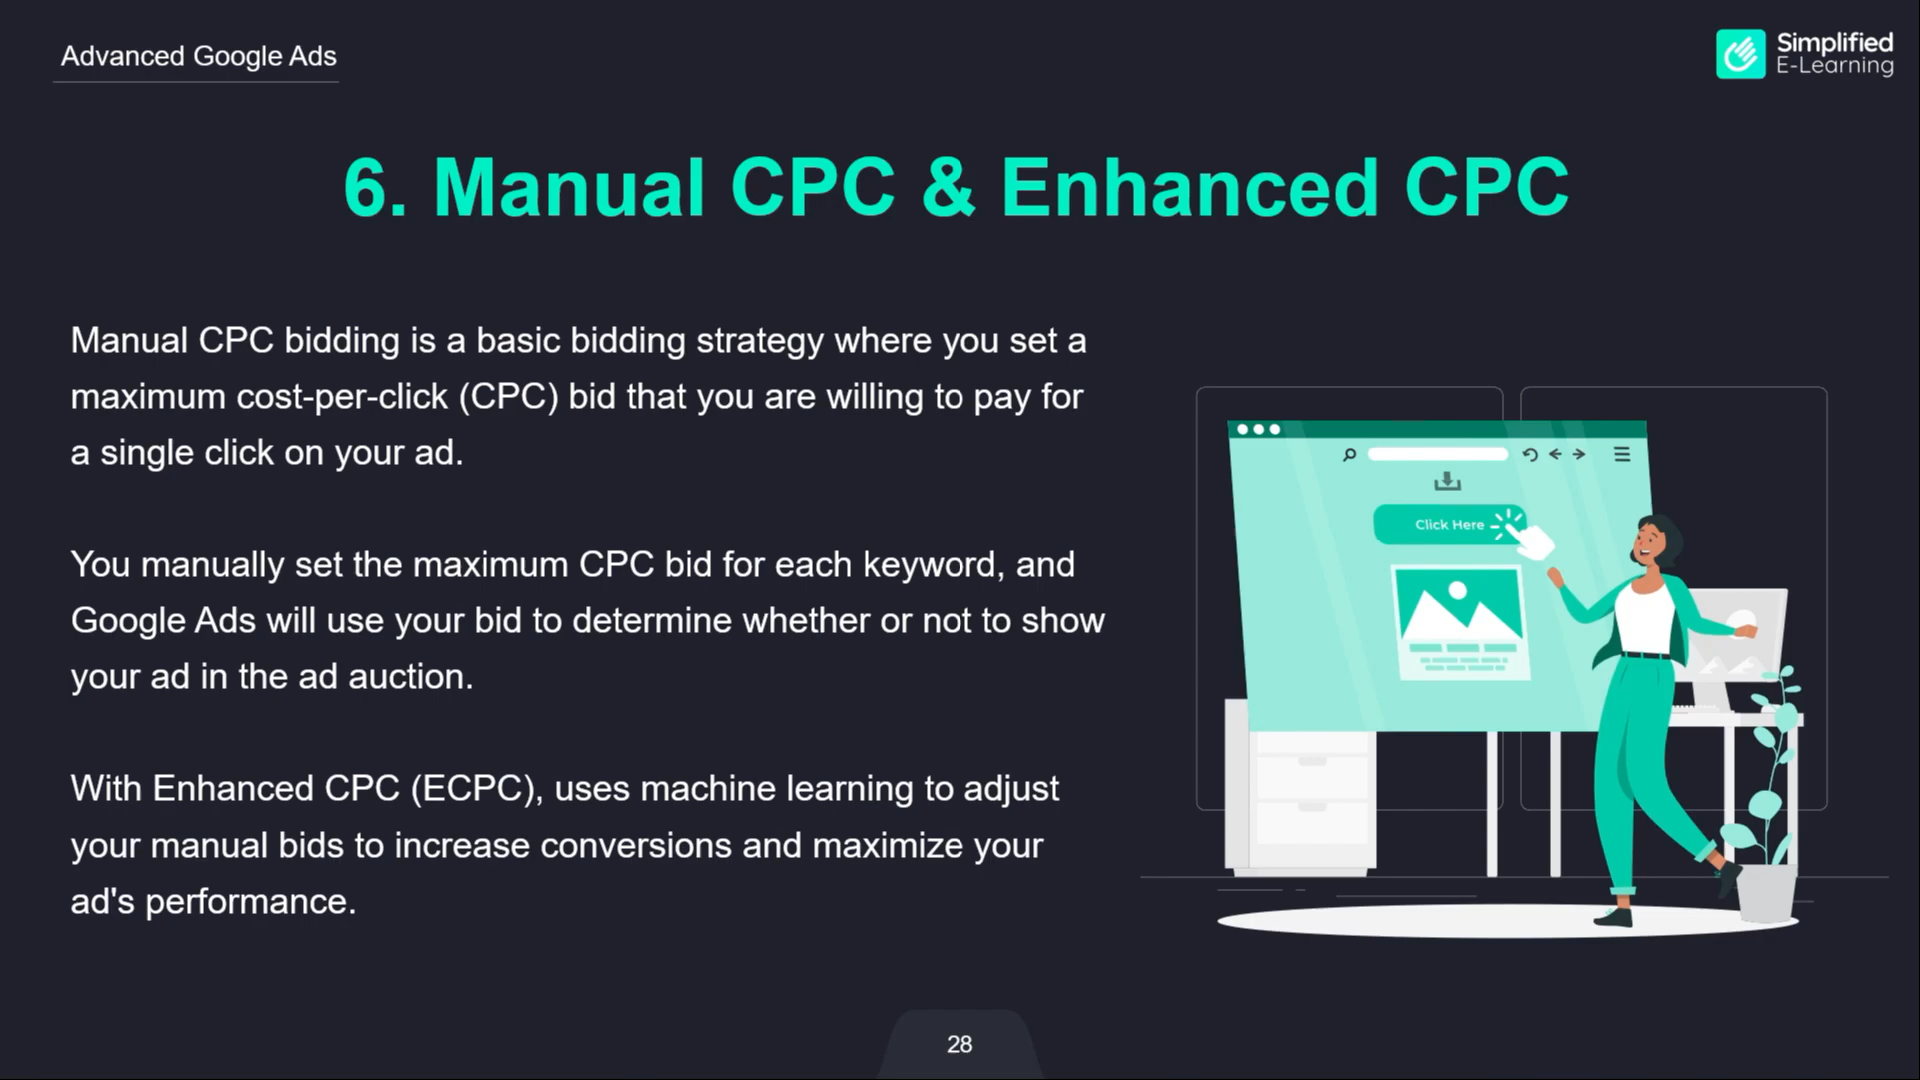 Advanced Google Ads
Simplified
E-Learning
6. Manual CPC & Enhanced CPC
Manual CPC bidding is a basic bidding strategy where you set a
maximum cost-per-click (CPC) bid that you are willing to pay for
a single click on your ad.
You manually set the maximum CPC bid for each keyword, and
Google Ads will use your bid to determine whether or not to show
your ad in the ad auction.
With Enhanced CPC (ECPC), uses machine learning to adjust
your manual bids to increase conversions and maximize your
ad's performance.
Click Here
28